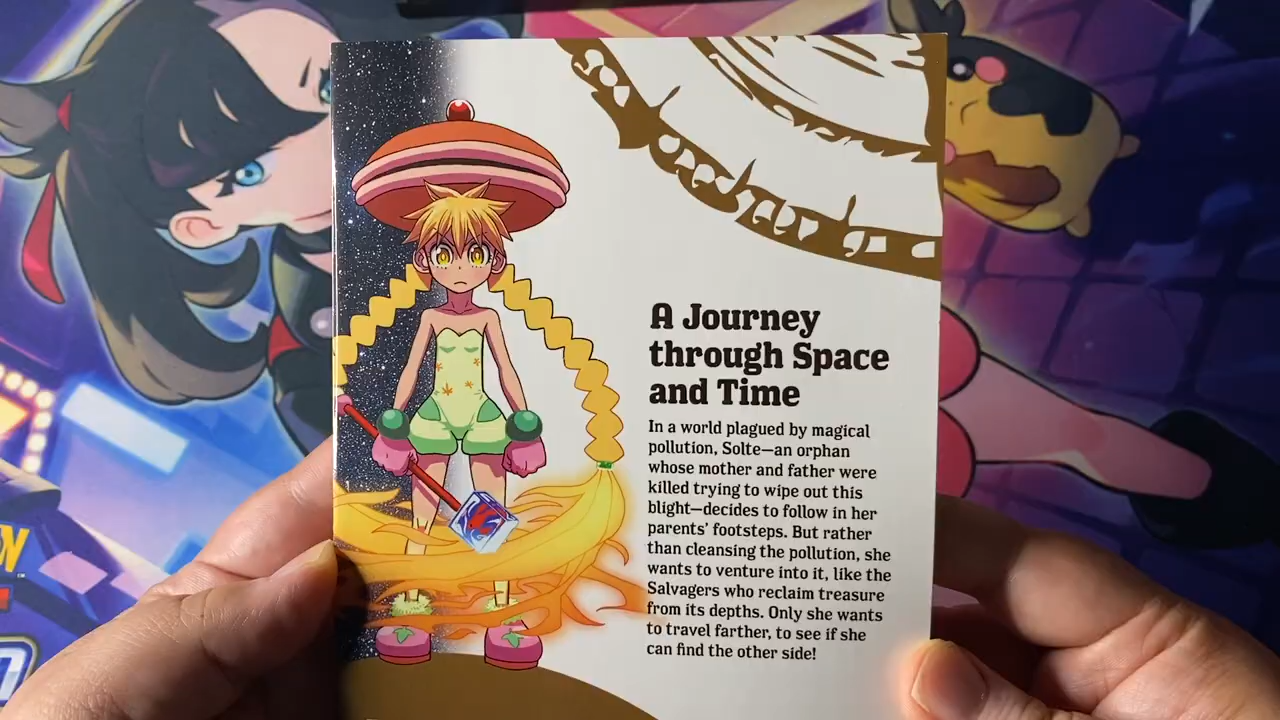 A Journey
through Space
and Time
In a world plagued by magical
pollution, Solte—an orphan
whose mother and father were
killed trying to wipe out this
blight—decides to follow in her
parents' footsteps. But rather
than cleansing the pollution, she
wants to venture into it, like the
Salvagers who reclaim treasure
from its depths. Only she wants
to travel farther, to see if she
can find the other side!